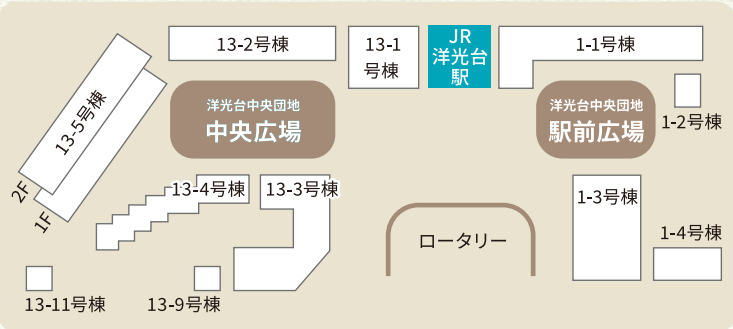 13-2号棟
13-1
号棟
JR
洋光台
駅
1-1号棟
13-5号棟
2F
1F
洋光台中央団地
中央広場
洋光台中央団地
駅前広場
1-2号棟
13-4号棟
13-3号棟
ロータリー
1-3号棟
1-4号棟
13-11号棟
13-9号棟